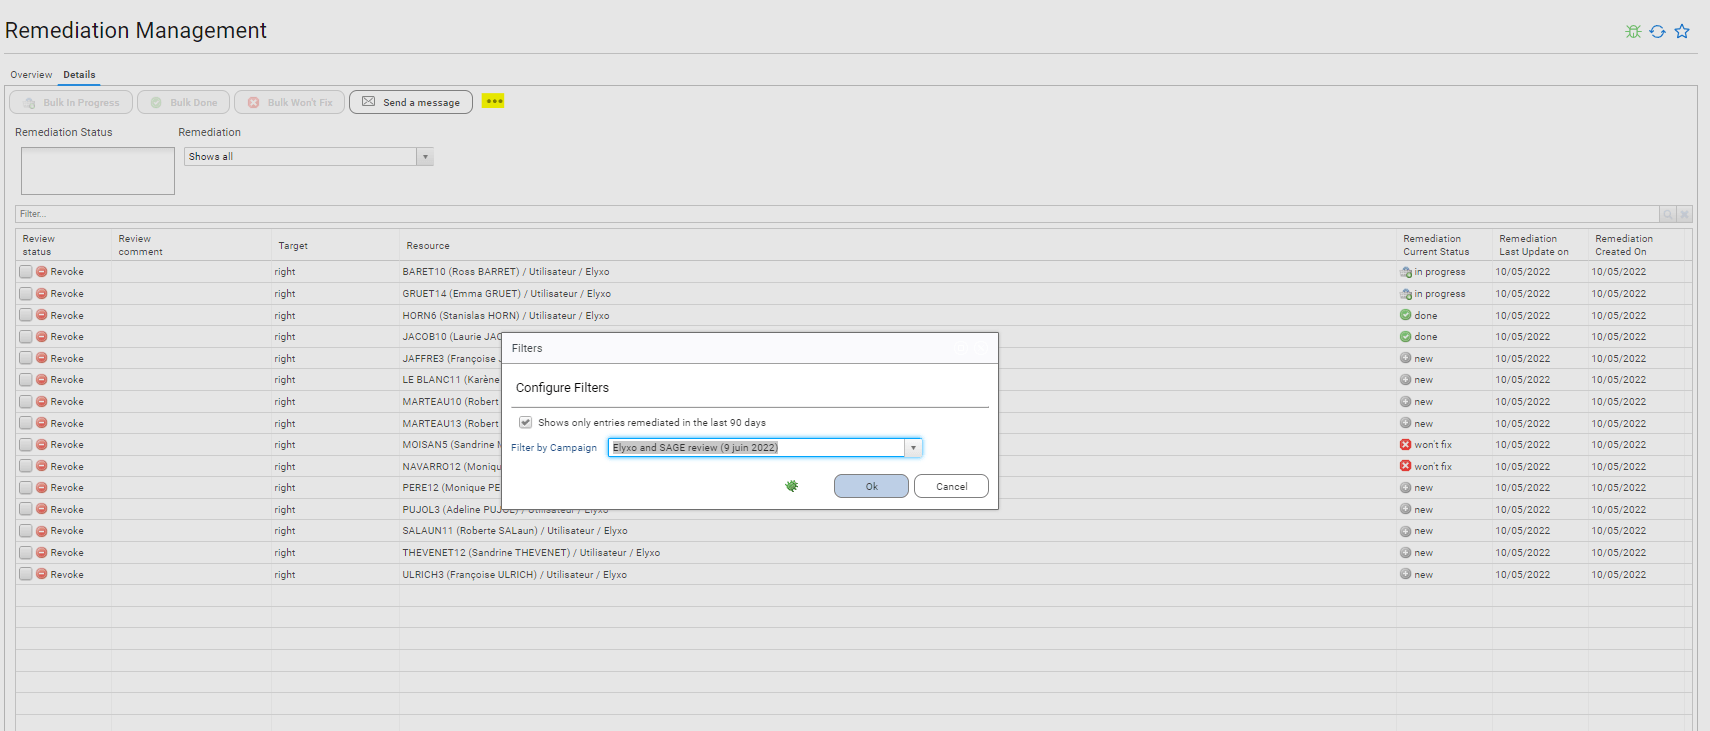 Remediation Management
Overview Details
Bulk In Progress Bulk Done Bulk Won't Fix Send a message
Remediation Status Remediation
Shows all
Filter...
Review status Review comment Target Resource Remediation Current Status Remediation Last Update on Remediation Created On
Revoke right BARET10 (Ross BARRET) / Utilisateur / Elyxo in progress 10/05/2022 10/05/2022
Revoke right GRUET14 (Emma GRUET) / Utilisateur / Elyxo in progress 10/05/2022 10/05/2022
Revoke right HORN6 (Stanislas HORN) / Utilisateur / Elyxo done 10/05/2022 10/05/2022
Revoke right JACOB10 (Laurie JAC done 10/05/2022 10/05/2022
Revoke right JAFFRE3 (Françoise new 10/05/2022 10/05/2022
Revoke right LE BLANC11 (Karène new 10/05/2022 10/05/2022
Revoke right MARTEAU10 (Robert new 10/05/2022 10/05/2022
Revoke right MARTEAU13 (Robert new 10/05/2022 10/05/2022
Revoke right MOISAN5 (Sandrine won't fix 10/05/2022 10/05/2022
Revoke right NAVARRO12 (Moniqu won't fix 10/05/2022 10/05/2022
Revoke right PERE12 (Monique PE new 10/05/2022 10/05/2022
Revoke right PUJOL3 (Adeline PUJOL) / Utilisateur / Elyxo new 10/05/2022 10/05/2022
Revoke right SALAUN11 (Roberte SALaun) / Utilisateur / Elyxo new 10/05/2022 10/05/2022
Revoke right THEVENET12 (Sandrine THEVENET) / Utilisateur / Elyxo new 10/05/2022 10/05/2022
Revoke right ULRICH3 (Françoise ULRICH) / Utilisateur / Elyxo new 10/05/2022 10/05/2022
Filters
Configure Filters
Shows only entries remediated in the last 90 days
Filter by Campaign Elyxo and SAGE review (9 juin 2022)
Ok Cancel